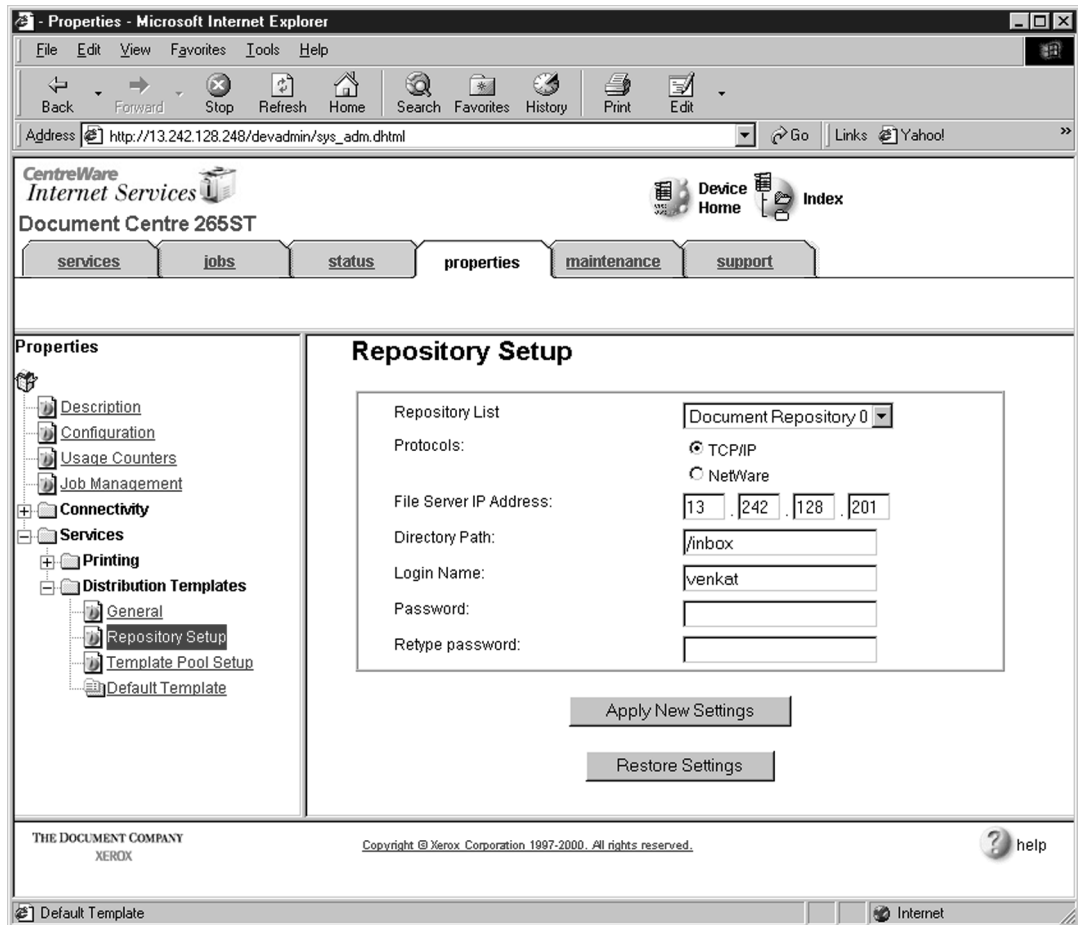 - Properties - Microsoft Internet Explorer
File Edit View Favorites Tools Help
Back Forward Stop Refresh Home Search Favorites History Print Edit
Address http://13.242.128.248/devadmin/sys_adm.dhtml Go Links Yahoo! »
CentreWare
Internet Services
Device Home Index
Document Centre 265ST
services jobs status properties maintenance support
Properties
Description
Configuration
Usage Counters
Job Management
Connectivity
Services
Printing
Distribution Templates
General
Repository Setup
Template Pool Setup
Default Template
Repository Setup
Repository List Document Repository 0
Protocols: TCP/IP
NetWare
File Server IP Address: 13 . 242 . 128 . 201
Directory Path: /inbox
Login Name: venkat
Password:
Retype password:
Apply New Settings
Restore Settings
THE DOCUMENT COMPANY
XEROX
Copyright © Xerox Corporation 1997-2000. All rights reserved.
? help
Default Template Internet